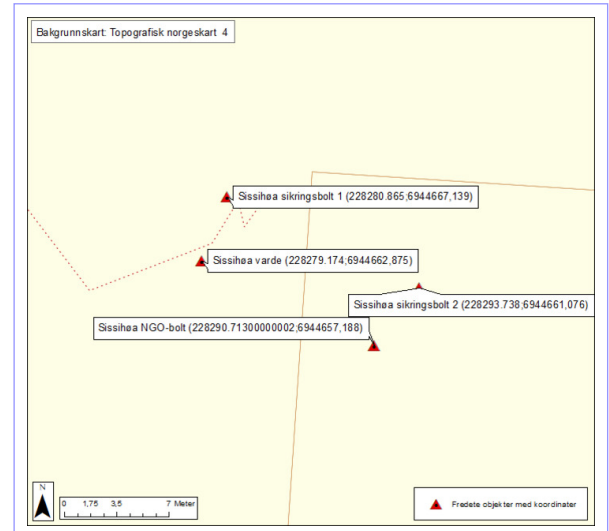 Bakgrunnskart: Topografisk norgeskart 4
Sissihøa sikringsbolt 1 (228280.865;6944667,139)
Sissihøa varde (228279.174;6944662,875)
Sissihøa sikringsbolt 2 (228293.738;6944661,076)
Sissihøa NGO-bolt (228290.71300000002;6944657,188)
N
0 1,75 3,5 7 Meter
Fredete objekter med koordinater